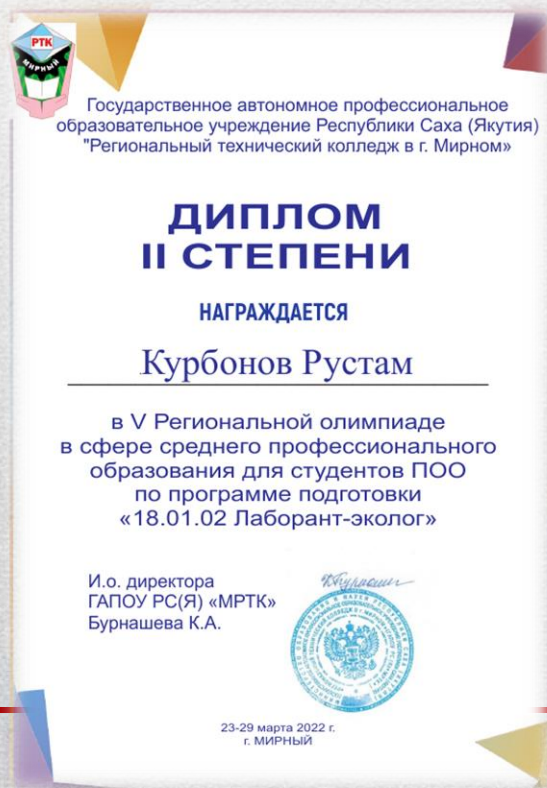 РТК
МИРНЫЙ
Государственное автономное профессиональное
образовательное учреждение Республики Саха (Якутия)
"Региональный технический колледж в г. Мирном»
ДИПЛОМ
II СТЕПЕНИ
НАГРАЖДАЕТСЯ
Курбонов Рустам
в V Региональной олимпиаде
в сфере среднего профессионального
образования для студентов ПОО
по программе подготовки
«18.01.02 Лаборант-эколог»
И.о. директора
ГАПОУ РС(Я) «МРТК»
Бурнашева К.А.
23-29 марта 2022 г.
г. МИРНЫЙ